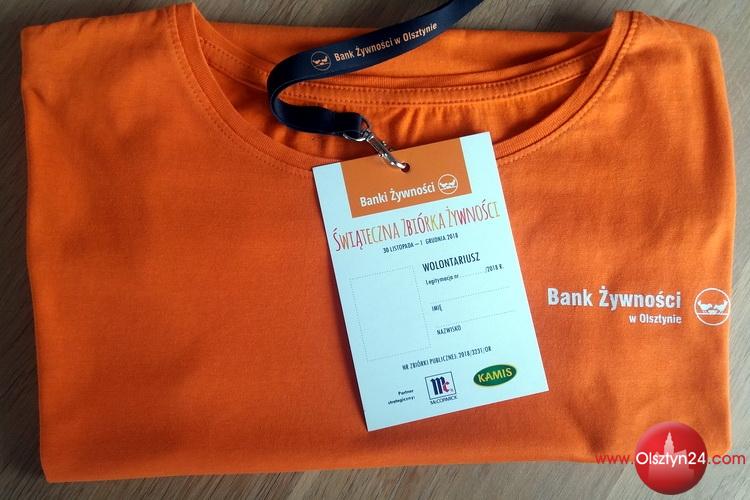 Bank Żywności w Olsztynie
Banki Żywności
ŚWIĄTECZNA ZBIÓRKA ŻYWNOŚCI
30 LISTOPADA – 1 GRUDNIA 2018
WOLONTARIUSZ
Legitymacja nr ............/2018 R.
IMIĘ
NAZWISKO
NR ZBIÓRKI PUBLICZNEJ: 2018/3231/OR
Partner
strategiczny:
Mc
McCORMICK
KAMIS
Bank Żywności
w Olsztynie
www.Olsztyn24.com